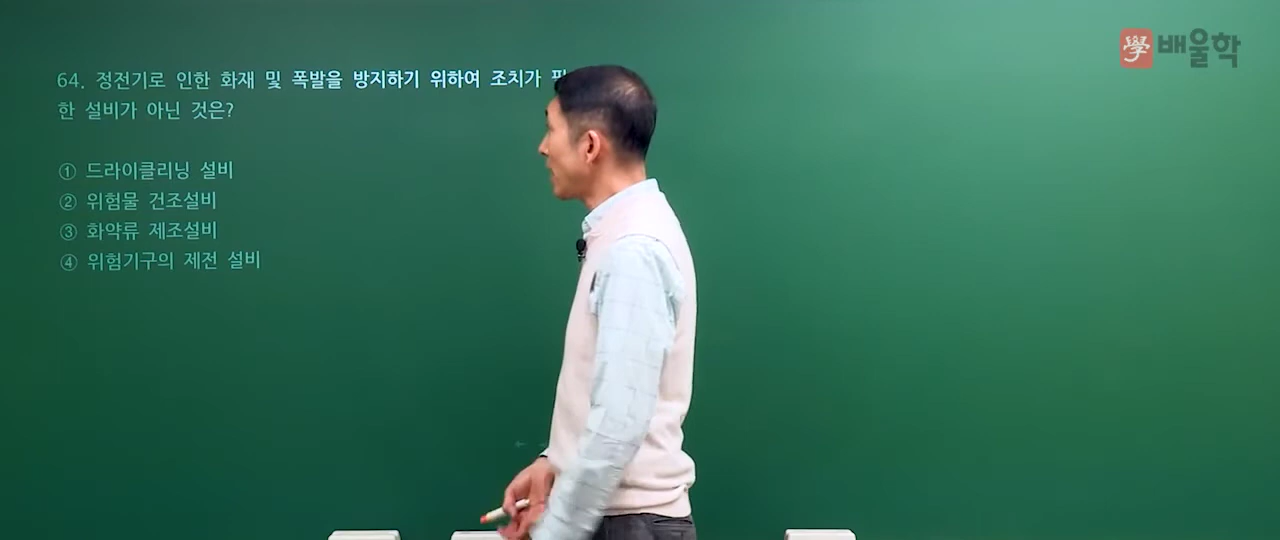 學 배울학
64. 정전기로 인한 화재 및 폭발을 방지하기 위하여 조치가
한 설비가 아닌 것은?
① 드라이클리닝 설비
② 위험물 건조설비
③ 화약류 제조설비
④ 위험기구의 제전 설비